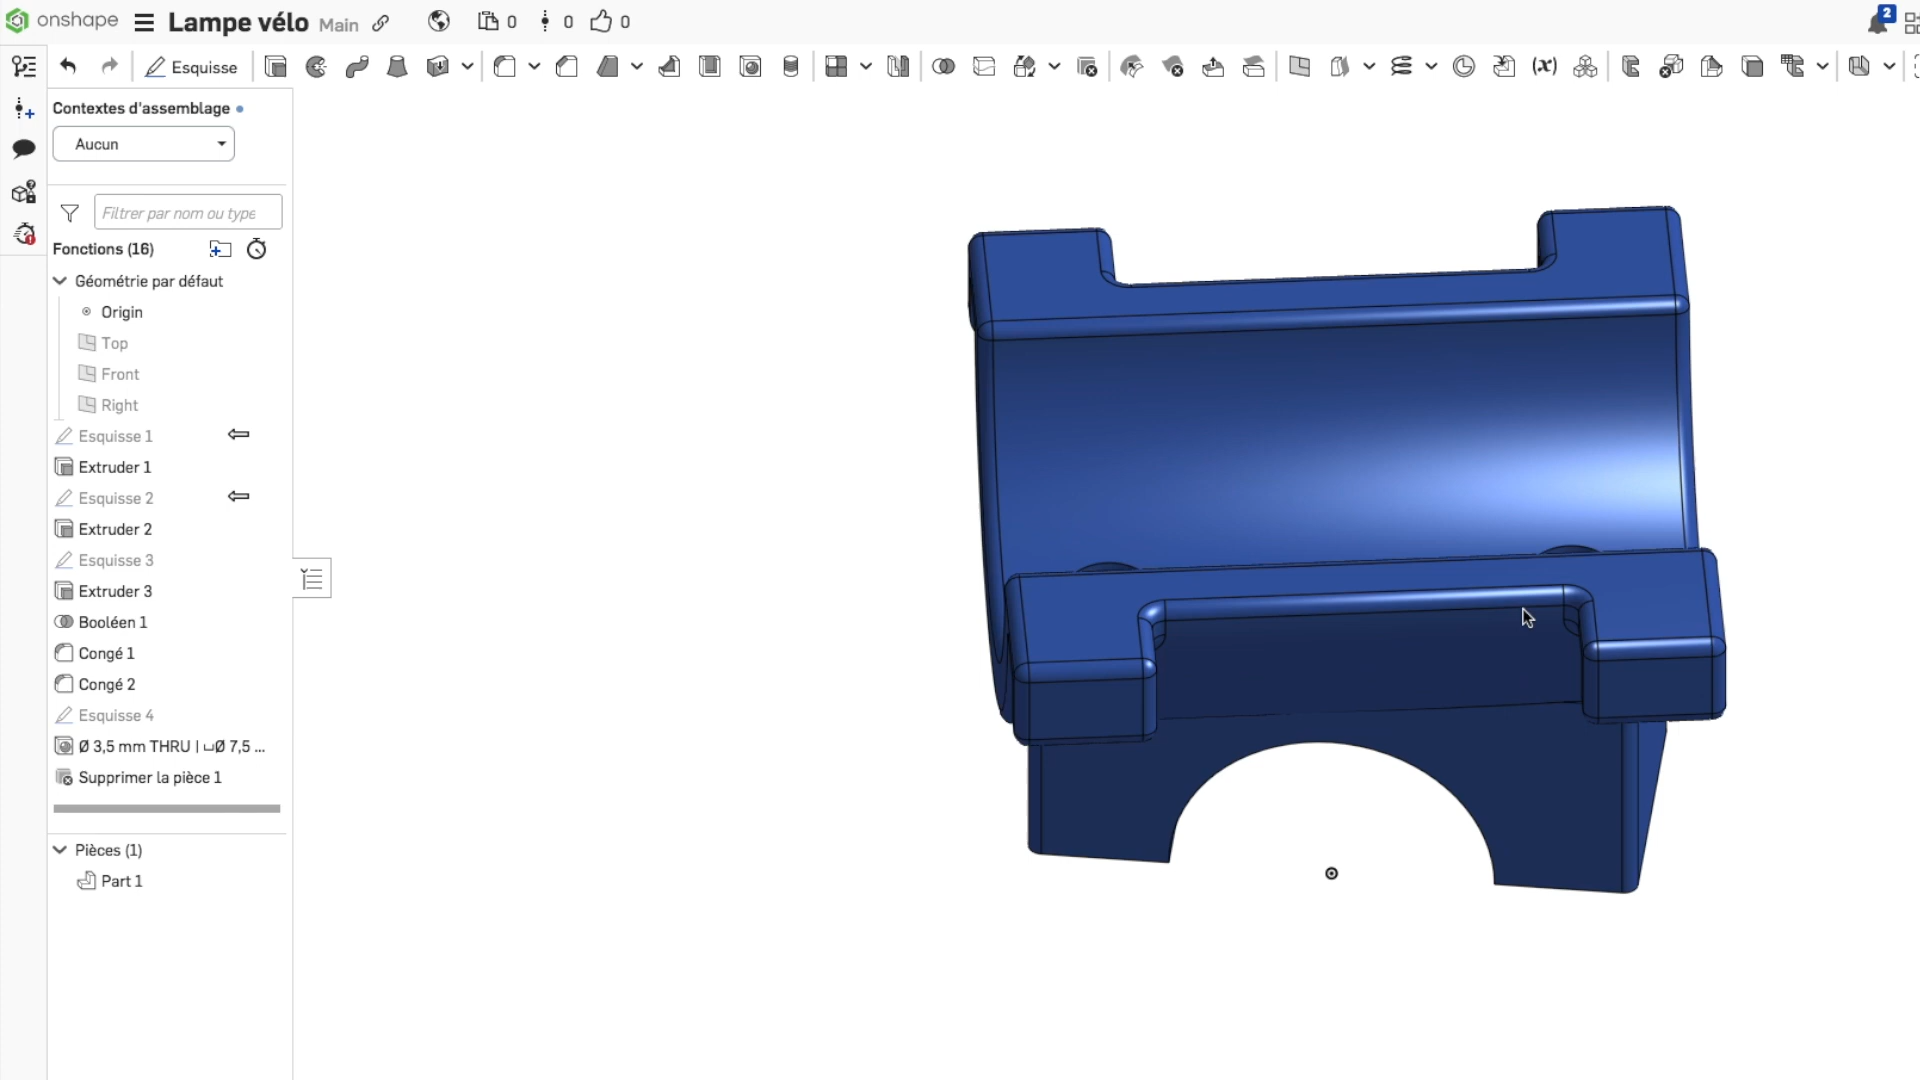 onshape Lampe vélo Main 0 0 0 2
Esquisse (x)
Contextes d'assemblage
Aucun
Filtrer par nom ou type
Fonctions (16)
Géométrie par défaut
Origin
Top
Front
Right
Esquisse 1
Extruder 1
Esquisse 2
Extruder 2
Esquisse 3
Extruder 3
Booléen 1
Congé 1
Congé 2
Esquisse 4
Ø 3,5 mm THRU | ⌴Ø 7,5 ...
Supprimer la pièce 1
Pièces (1)
Part 1